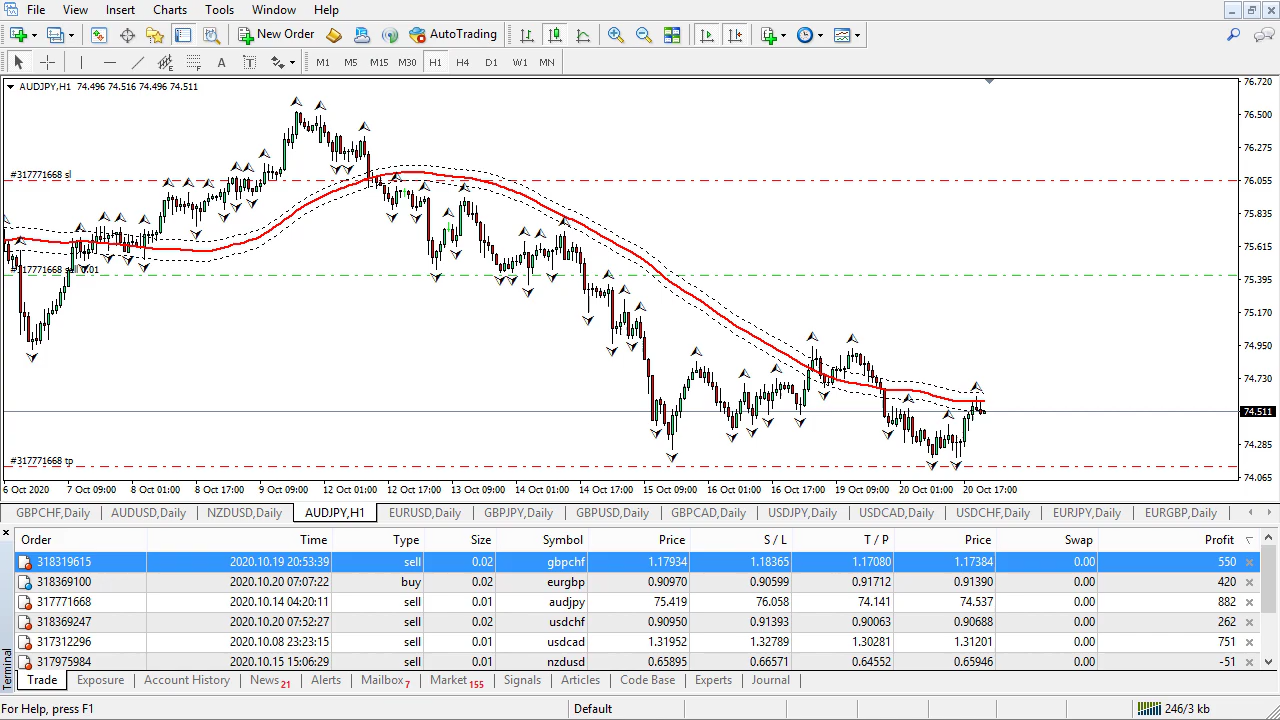 File View Insert Charts Tools Window Help
New Order AutoTrading
A T M1 M5 M15 M30 H1 H4 D1 W1 MN
AUDJPY,H1 74.496 74.516 74.496 74.511
76.720
76.500
76.275
#317771668 sl
76.055
75.835
75.615
#317771668 sell 0.01
75.395
75.170
74.950
74.730
74.511
74.285
#317771668 tp
74.065
6 Oct 2020 7 Oct 09:00 8 Oct 01:00 8 Oct 17:00 9 Oct 09:00 12 Oct 01:00 12 Oct 17:00 13 Oct 09:00 14 Oct 01:00 14 Oct 17:00 15 Oct 09:00 16 Oct 01:00 16 Oct 17:00 19 Oct 09:00 20 Oct 01:00 20 Oct 17:00
GBPCHF,Daily AUDUSD,Daily NZDUSD,Daily AUDJPY,H1 EURUSD,Daily GBPJPY,Daily GBPUSD,Daily GBPCAD,Daily USDJPY,Daily USDCAD,Daily USDCHF,Daily EURJPY,Daily EURGBP,Daily
Order Time Type Size Symbol Price S / L T / P Price Swap Profit
318319615 2020.10.19 20:53:39 sell 0.02 gbpchf 1.17934 1.18365 1.17080 1.17384 0.00 550
318369100 2020.10.20 07:07:22 buy 0.02 eurgbp 0.90970 0.90599 0.91712 0.91390 0.00 420
317771668 2020.10.14 04:20:11 sell 0.01 audjpy 75.419 76.058 74.141 74.537 0.00 882
318369247 2020.10.20 07:52:27 sell 0.02 usdchf 0.90950 0.91393 0.90063 0.90688 0.00 262
317312296 2020.10.08 23:23:15 sell 0.01 usdcad 1.31952 1.32789 1.30281 1.31201 0.00 751
317975984 2020.10.15 15:06:29 sell 0.01 nzdusd 0.65895 0.66571 0.64552 0.65946 0.00 -51
Terminal
Trade Exposure Account History News 21 Alerts Mailbox 7 Market 155 Signals Articles Code Base Experts Journal
For Help, press F1 Default 246/3 kb